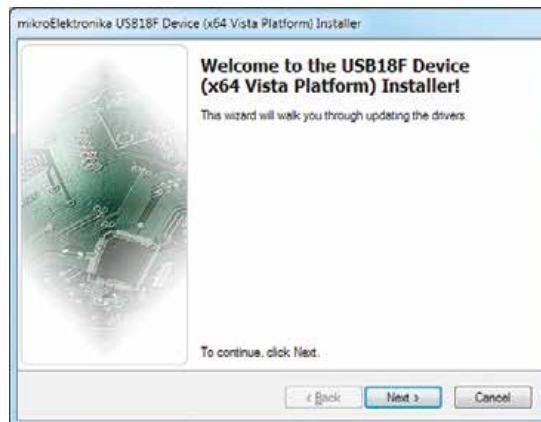 mikroElektronika USB18F Device (x64 Vista Platform) Installer
Welcome to the USB18F Device
(x64 Vista Platform) Installer!
This wizard will walk you through updating the drivers.
To continue, click Next.
< Back Next > Cancel